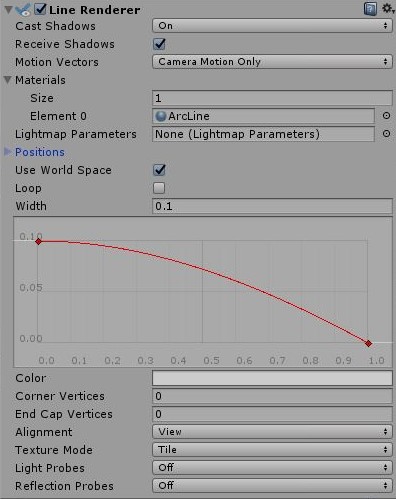 Line Renderer
Cast Shadows On
Receive Shadows
Motion Vectors Camera Motion Only
Materials
Size 1
Element 0 ArcLine
Lightmap Parameters None (Lightmap Parameters)
Positions
Use World Space
Loop
Width 0.1
0.10
0.05
0.00
0.0 0.1 0.2 0.3 0.4 0.5 0.6 0.7 0.8 0.9 1.0
Color
Corner Vertices 0
End Cap Vertices 0
Alignment View
Texture Mode Tile
Light Probes Off
Reflection Probes Off